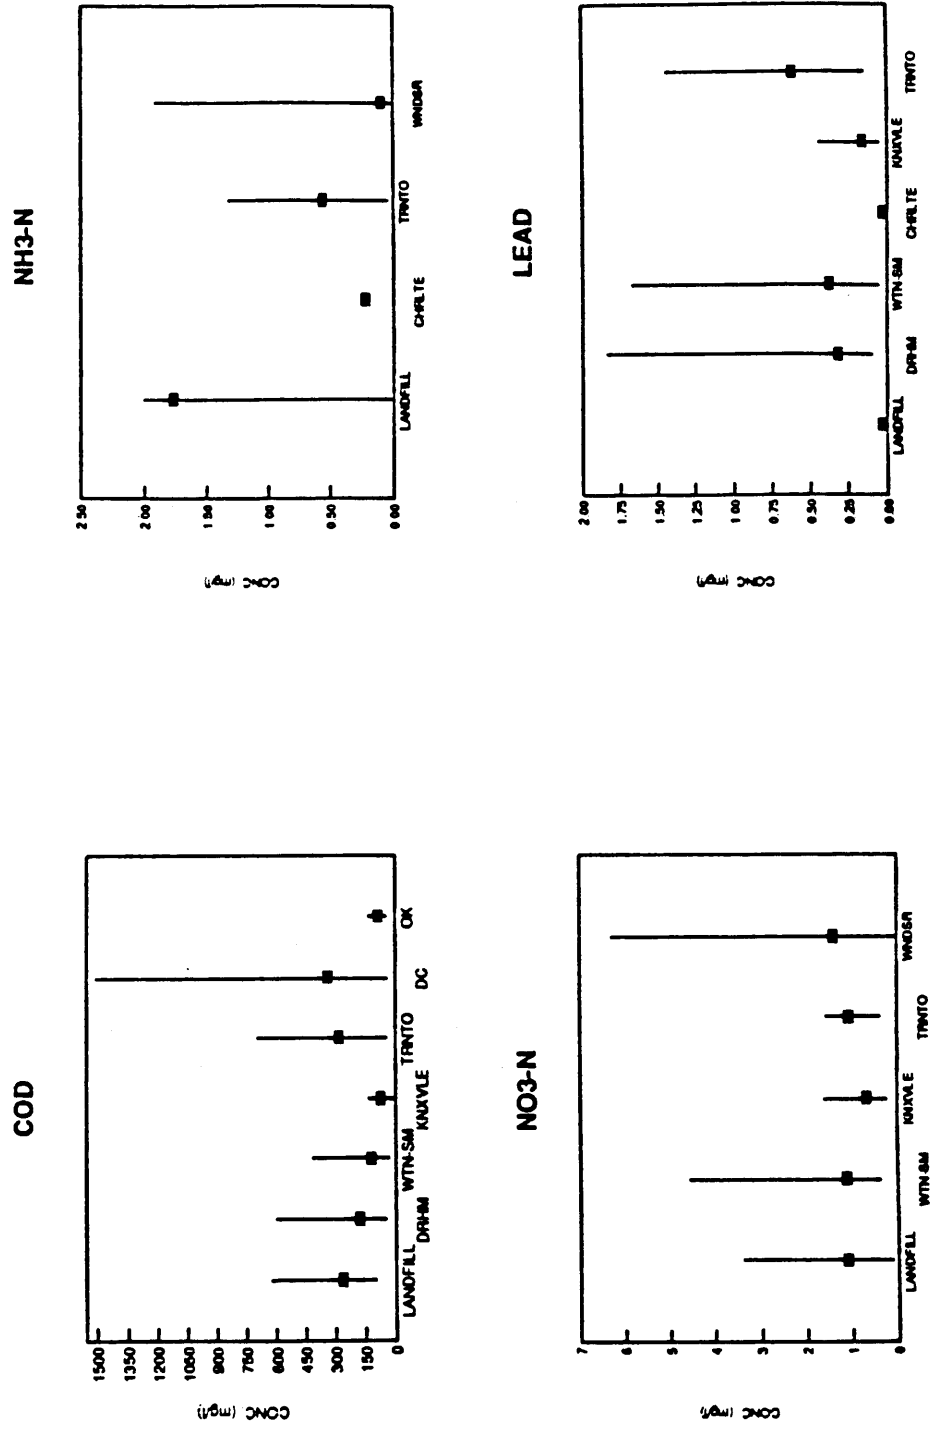 COD
1500
1350
1200
1050
900
750
600
450
300
150
0
CONC (mg/l)
LANDFILL
DRHM
WTN-SM
KNXVLE
TRNTO
DC
OK
NH3-N
2 50
2 00
1 50
1 00
0 50
0 00
CONC (mg/l)
LANDFILL
CHRLTE
TRNTO
WNDSR
NO3-N
7
6
5
4
3
2
1
0
CONC (mg/l)
LANDFILL
WTN-SM
KNXVLE
TRNTO
WNDSR
LEAD
2 00
1.75
1.50
1.25
1 00
0.75
0.50
0.25
0.00
CONC (mg/l)
LANDFILL
DRHM
WTN-SM
CHRLTE
KNXVLE
TRNTO